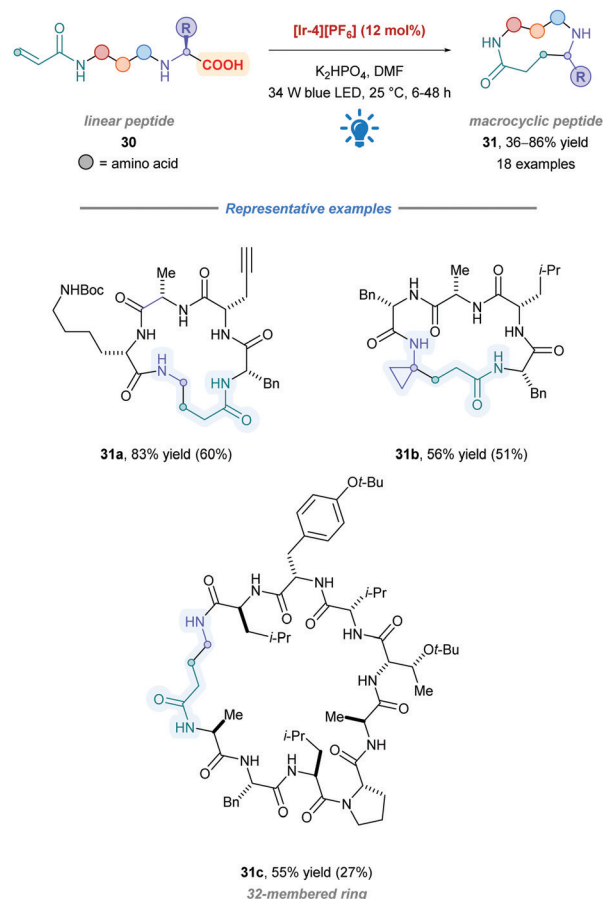 R
[Ir-4][PF6] (12 mol%)
O
N
H
N
H
COOH
K2HPO4, DMF
34 W blue LED, 25 °C, 6-48 h
NH
HN
O
R
linear peptide
30
= amino acid
macrocyclic peptide
31, 36–86% yield
18 examples
Representative examples
NHBoc
Me
O
O
N
H
O
NH
NH
O
O
N
H
HN
Bn
O
31a, 83% yield (60%)
H
N
Me
O
i-Pr
Bn
O
N
H
O
NH
O
NH
H
N
O
O
Bn
31b, 56% yield (51%)
Ot-Bu
O
H
N
O
H
N
i-Pr
HN
O
O
NH
O
i-Pr
Ot-Bu
NH
Me
O
HN
Me
O
i-Pr
Me
O
NH
O
H
N
O
H
N
O
Bn
O
O
N
31c, 55% yield (27%)
32-membered ring